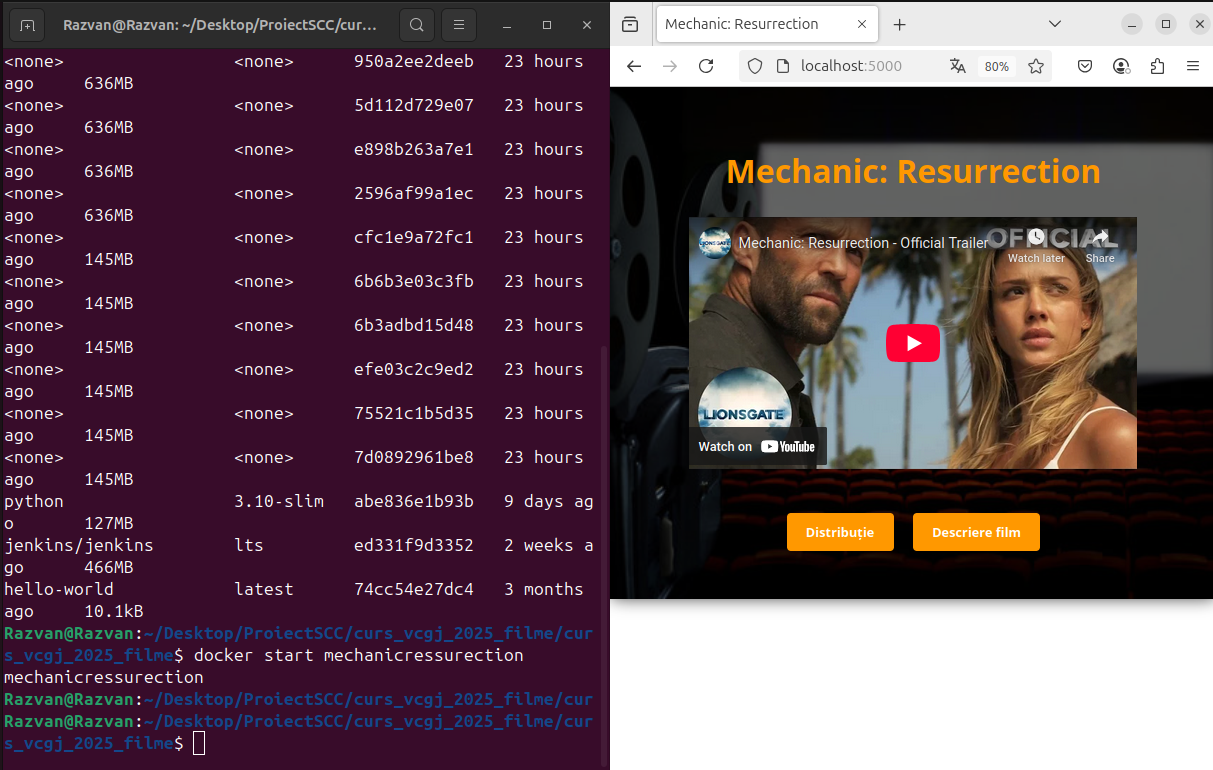 Razvan@Razvan: ~/Desktop/ProiectSCC/cur...
<none> <none> 950a2ee2deeb 23 hours
ago 636MB
<none> <none> 5d112d729e07 23 hours
ago 636MB
<none> <none> e898b263a7e1 23 hours
ago 636MB
<none> <none> 2596af99a1ec 23 hours
ago 636MB
<none> <none> cfc1e9a72fc1 23 hours
ago 145MB
<none> <none> 6b6b3e03c3fb 23 hours
ago 145MB
<none> <none> 6b3adbd15d48 23 hours
ago 145MB
<none> <none> efe03c2c9ed2 23 hours
ago 145MB
<none> <none> 75521c1b5d35 23 hours
ago 145MB
<none> <none> 7d0892961be8 23 hours
ago 145MB
python 3.10-slim abe836e1b93b 9 days ag
o 127MB
jenkins/jenkins lts ed331f9d3352 2 weeks a
go 466MB
hello-world latest 74cc54e27dc4 3 months
ago 10.1kB
Razvan@Razvan:~/Desktop/ProiectSCC/curs_vcgj_2025_filme/cur
s_vcgj_2025_filme$ docker start mechanicressurection
mechanicressurection
Razvan@Razvan:~/Desktop/ProiectSCC/curs_vcgj_2025_filme/cur
Razvan@Razvan:~/Desktop/ProiectSCC/curs_vcgj_2025_filme/cur
s_vcgj_2025_filme$
Mechanic: Resurrection
localhost:5000 80%
Mechanic: Resurrection
LIONSGATE
Mechanic: Resurrection - Official Trailer
OFFICIAL
Watch later Share
LIONSGATE
Watch on YouTube
Distribuție Descriere film